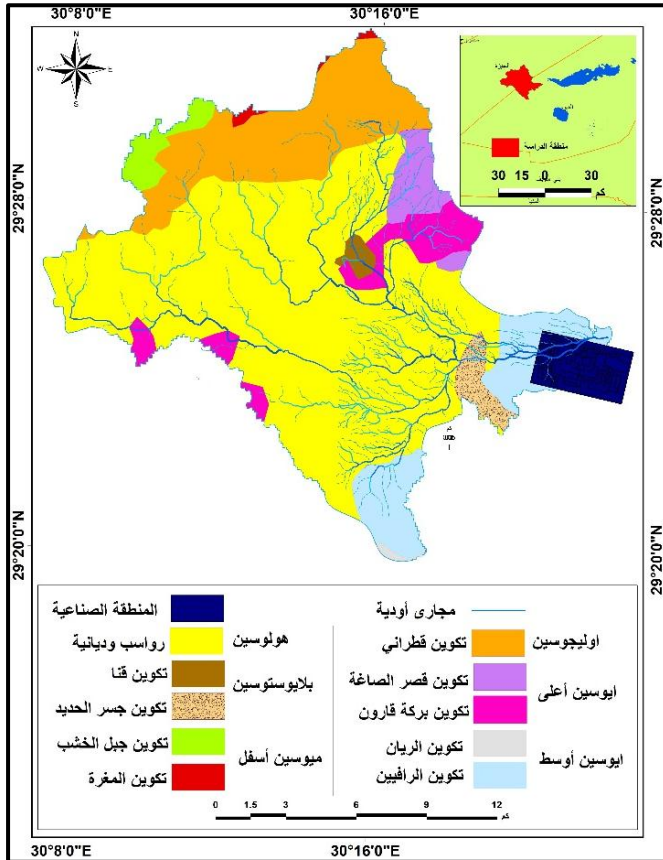 30°8'0"E
30°16'0"E
N
W
E
S
29°28'0"N
29°28'0"N
الجيزة
منطقة الدراسة
30 15 0 30
كم
29°20'0"N
29°20'0"N
مجارى أودية
اوليجوسين
تكوين قطراني
ايوسين أعلى
تكوين قصر الصاغة
تكوين بركة قارون
ايوسين أوسط
تكوين الريان
تكوين الرافيين
المنطقة الصناعية
هولوسين
رواسب وديانية
بلايوستوسين
تكوين قنا
تكوين جسر الحديد
ميوسين أسفل
تكوين جبل الخشب
تكوين المغرة
0 1.5 3 6 9 12
كم
30°8'0"E
30°16'0"E